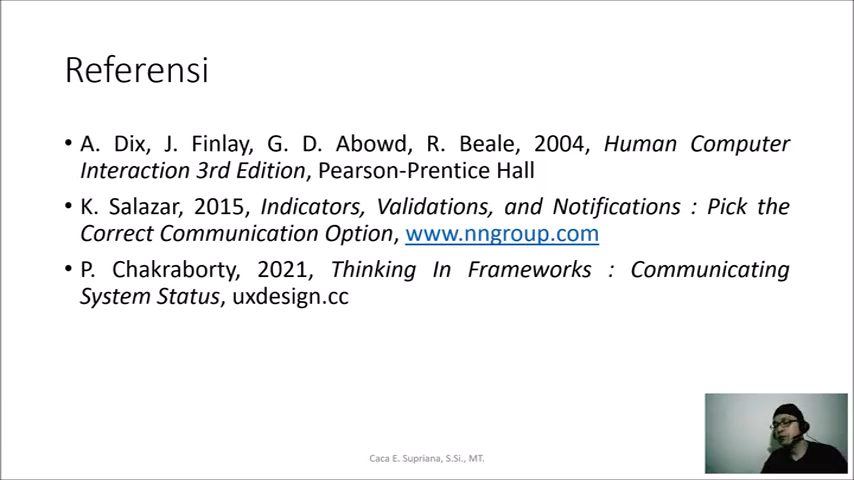 Referensi
• A. Dix, J. Finlay, G. D. Abowd, R. Beale, 2004, Human Computer
Interaction 3rd Edition, Pearson-Prentice Hall
• K. Salazar, 2015, Indicators, Validations, and Notifications : Pick the
Correct Communication Option, www.nngroup.com
• P. Chakraborty, 2021, Thinking In Frameworks : Communicating
System Status, uxdesign.cc
Caca E. Supriana, S.Si., MT.